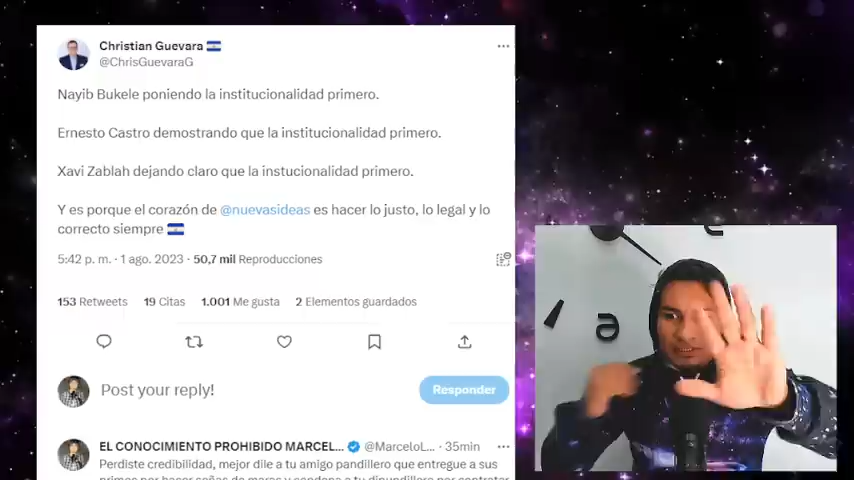 Christian Guevara 🇸🇻
@ChrisGuevaraG
Nayib Bukele poniendo la institucionalidad primero.
Ernesto Castro demostrando que la institucionalidad primero.
Xavi Zablah dejando claro que la instucionalidad primero.
Y es porque el corazón de @nuevasideas es hacer lo justo, lo legal y lo
correcto siempre 🇸🇻
5:42 p. m. · 1 ago. 2023 · 50,7 mil Reproducciones
153 Retweets 19 Citas 1.001 Me gusta 2 Elementos guardados
Post your reply!
Responder
EL CONOCIMIENTO PROHIBIDO MARCEL... @MarceloL... · 35min
Perdiste credibilidad, mejor dile a tu amigo pandillero que entregue a sus